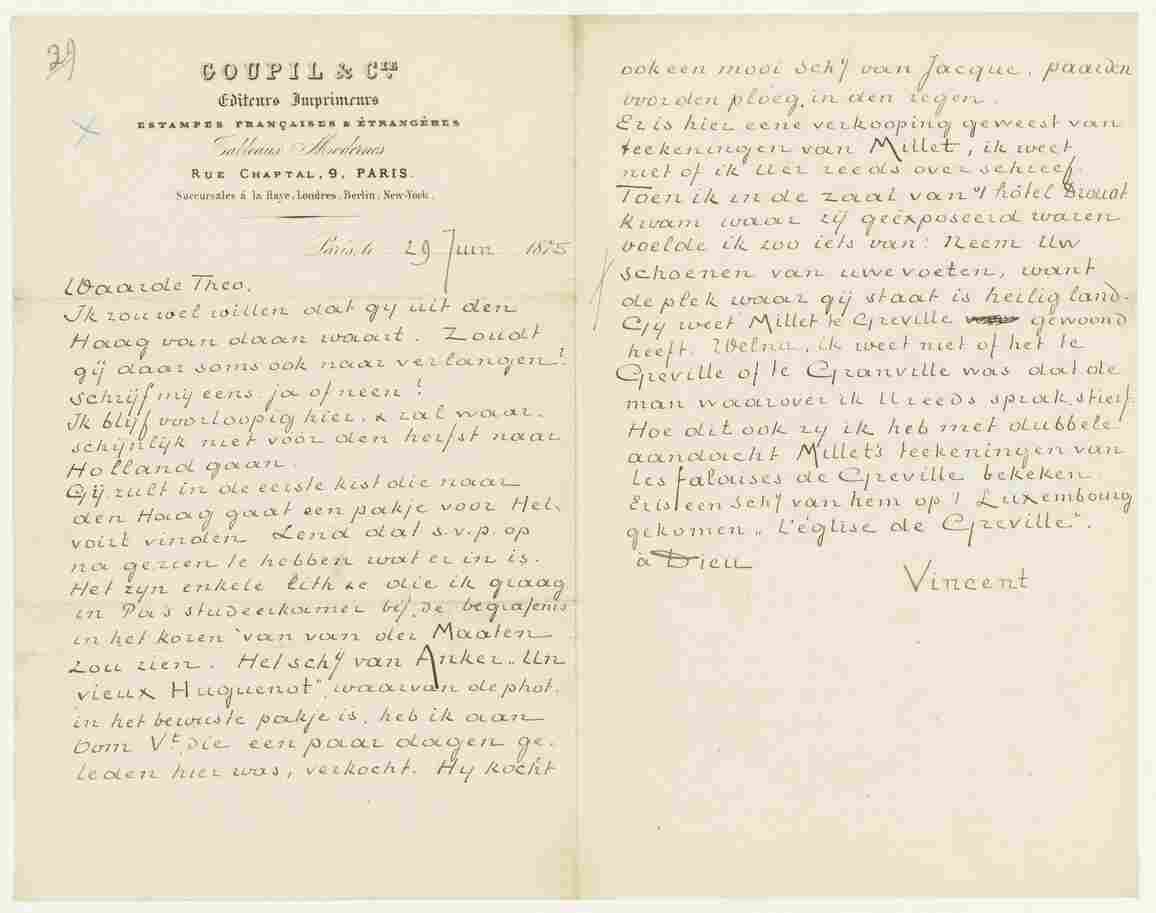 29
GOUPIL & CIE
Editeurs Imprimeurs
ESTAMPES FRANÇAISES & ÉTRANGÈRES
Tableaux Modernes
RUE CHAPTAL, 9, PARIS.
Succursales à la Haye, Londres, Berlin, New-York.
Paris, le 29 Juin 1875
Waarde Theo,
Ik zou wel willen dat gy uit den
Haag van daan waart. Zoudt
gij daar soms ook naar verlangen?
Schrijf mij eens ja of neen!
Ik blijf voorloopig hier, & zal waar-
schijnlijk niet voor den herfst naar
Holland gaan.
Gij zult in de eerste kist die naar
den Haag gaat een pakje voor Hel-
voirt vinden Zend dat s.v.p. op
na gezien te hebben wat er in is.
Het zyn enkele lith &c die ik graag
in Pa's studeerkamer bij "de begrafenis
in het koren" van van der Maaten
zou zien. Het schy van Anker "Un
vieux Huguenot", waarvan de phot.
in het bewuste pakje is, heb ik aan
Oom Vt, die een paar dagen ge-
leden hier was, verkocht. Hy kocht
ook een mooi schy van Jacque, paarden
voor den ploeg, in den regen.
Er is hier eene verkooping geweest van
teekeningen van Millet, ik weet
niet of ik U er reeds over schreef.
Toen ik in de zaal van 't hôtel Drouot
kwam waar zij geëxposeerd waren
voelde ik zoo iets van: Neem Uw
schoenen van uwe voeten, want
de plek waar gij staat is heilig land.
Gy weet Millet te Greville gewoond
heeft. Welnu, ik weet niet of het te
Greville of te Granville was dat de
man waarover ik U reeds sprak, stierf.
Hoe dit ook zy ik heb met dubbele
aandacht Millet's teekeningen van
Les falaises de Greville bekeken.
Er is een schy van hem op 't Luxembourg
gekomen "L'église de Greville".
à Dieu
Vincent